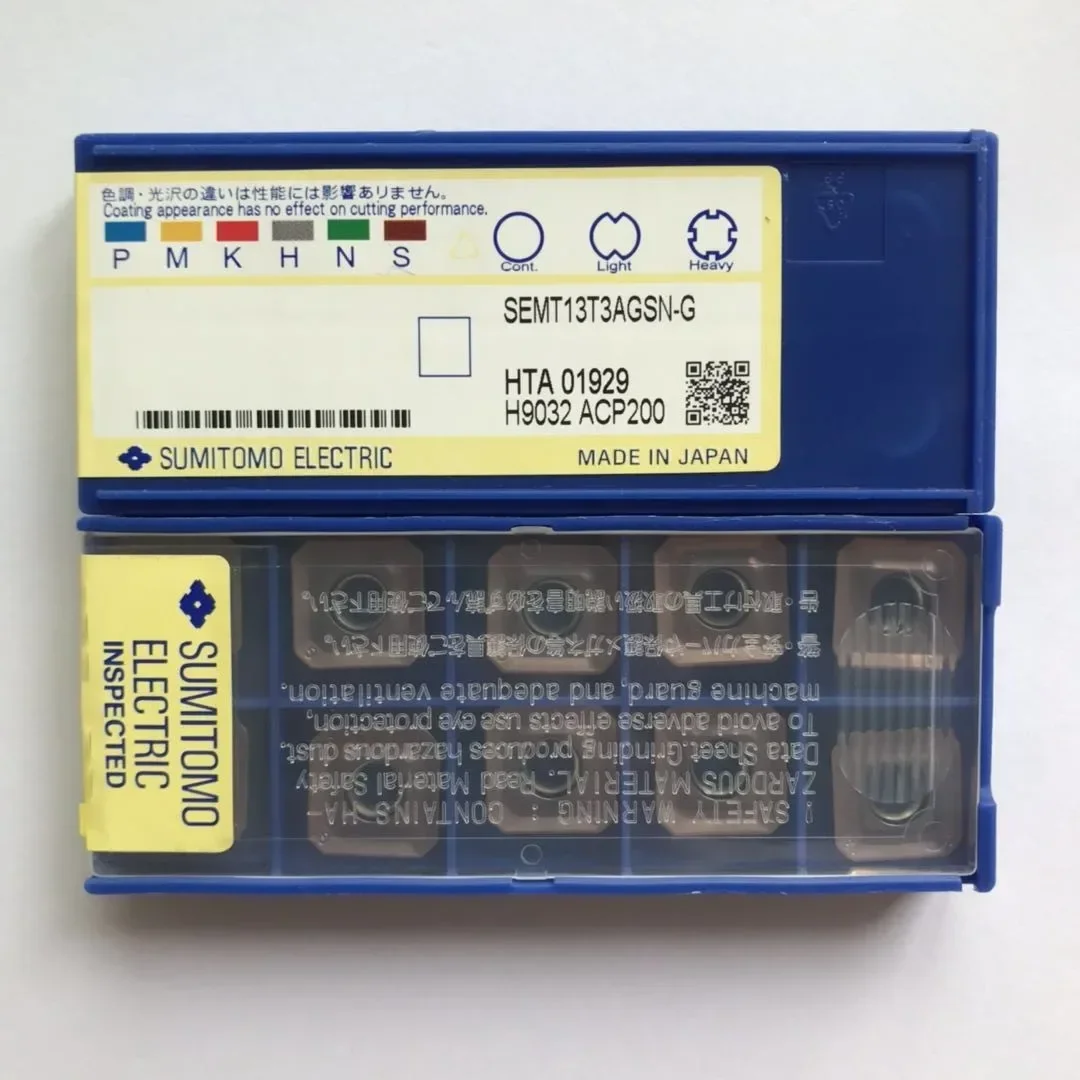 色調・光沢の違いは性能には影響ありません。
Coating appearance has no effect on cutting performance.
P M K H N S
Cont. Light Heavy
SEMT13T3AGSN-G
HTA 01929
H9032 ACP200
SUMITOMO ELECTRIC
MADE IN JAPAN
SUMITOMO
ELECTRIC
INSPECTED
! SAFETY WARNING : CONTAINS HA-
ZARDOUS MATERIAL Read Material Safety
Data Sheet. Grinding produces hazardous dust.
To avoid adverse effects use eye protection,
machine guard, and adequate ventilation.